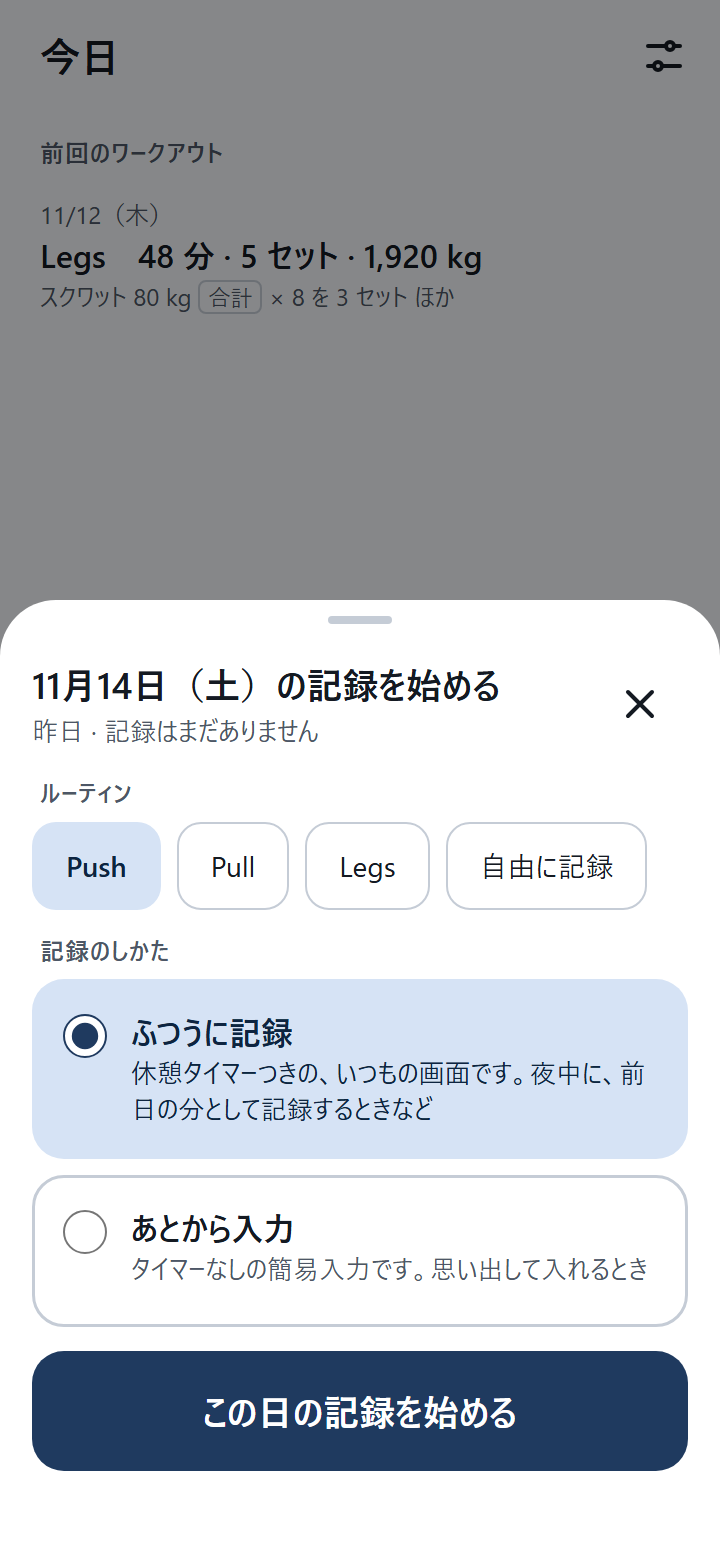 今日
前回のワークアウト
11/12（木）
Legs　48 分 · 5 セット · 1,920 kg
スクワット 80 kg 合計 × 8 を 3 セット ほか
11月14日（土）の記録を始める
昨日 · 記録はまだありません
ルーティン
Push Pull Legs 自由に記録
記録のしかた
ふつうに記録
休憩タイマーつきの、いつもの画面です。夜中に、前
日の分として記録するときなど
あとから入力
タイマーなしの簡易入力です。思い出して入れるとき
この日の記録を始める